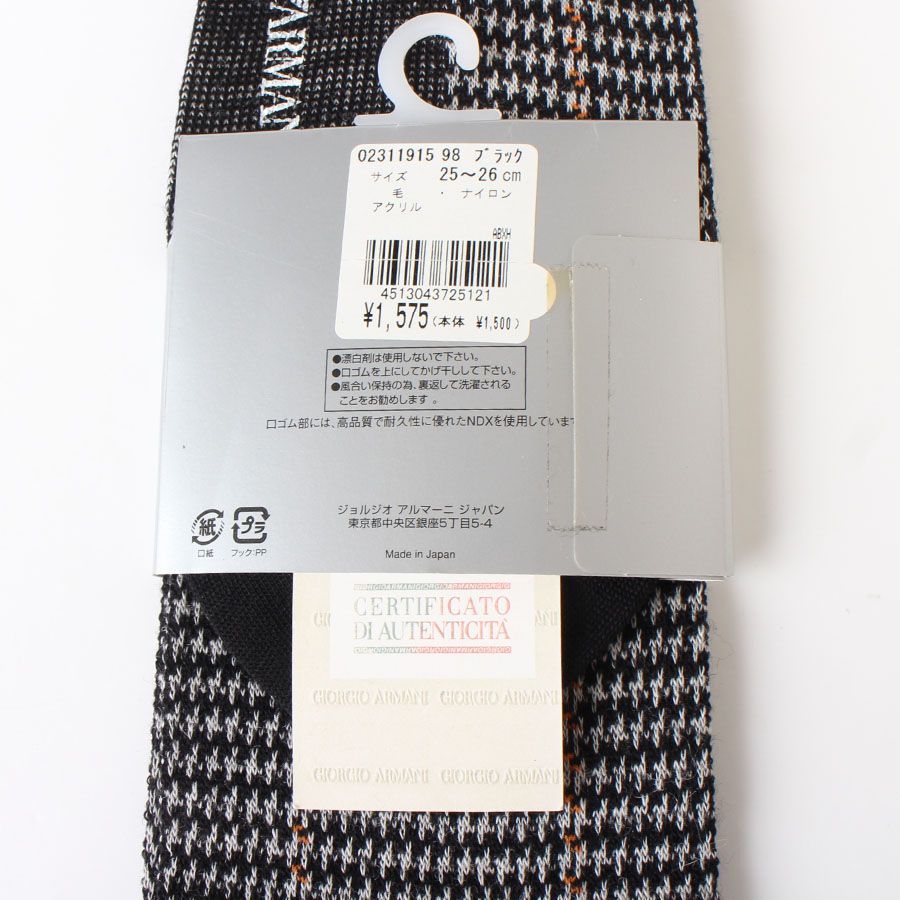 ARMAN
02311915 98 ブラック
サイズ 25〜26 cm
毛 ・ ナイロン
アクリル
ABXH
4513043725121
¥1,575(本体 ¥1,500)
●漂白剤は使用しないで下さい。
●口ゴムを上にしてかげ干しして下さい。
●風合い保持の為、裏返して洗濯される
ことをお勧めします 。
口ゴム部には、高品質で耐久性に優れたNDXを使用しています
ジョルジオ アルマーニ ジャパン
東京都中央区銀座5丁目5-4
紙 プラ
口紙 フック:PP
Made in Japan
GIORGIOARMANIGIORGIOARMANIGIORGIO
CERTIFICATO
DI AUTENTICITÀ
GIORGIO ARMANI GIORGIO ARMANI
GIORGIO ARMANI GIORGIO ARMANI